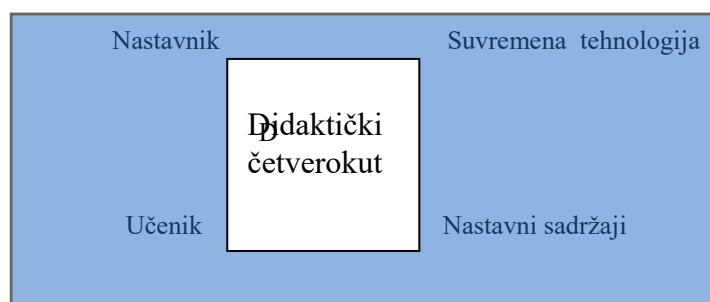 Nastavnik
Suvremena tehnologija
Didaktički
D
četverokut
Učenik
Nastavni sadržaji